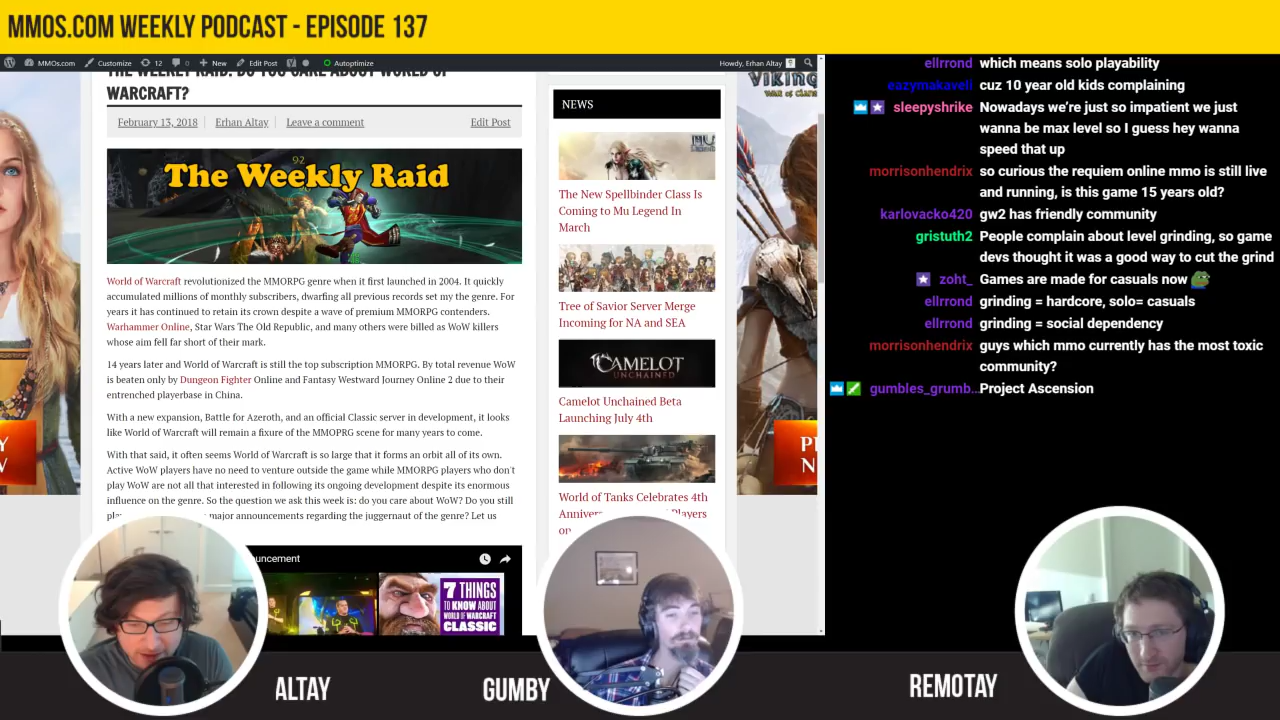 MMOS.COM WEEKLY PODCAST - EPISODE 137
MMOs.com Customize 12 0 New Edit Post Autoptimize Howdy, Erhan Altay
THE WEEKLY RAID: DO YOU CARE ABOUT WORLD OF
WARCRAFT?
February 13, 2018 Erhan Altay Leave a comment Edit Post
92
The Weekly Raid
World of Warcraft revolutionized the MMORPG genre when it first launched in 2004. It quickly
accumulated millions of monthly subscribers, dwarfing all previous records set my the genre. For
years it has continued to retain its crown despite a wave of premium MMORPG contenders.
Warhammer Online, Star Wars The Old Republic, and many others were billed as WoW killers
whose aim fell far short of their mark.
14 years later and World of Warcraft is still the top subscription MMORPG. By total revenue WoW
is beaten only by Dungeon Fighter Online and Fantasy Westward Journey Online 2 due to their
entrenched playerbase in China.
With a new expansion, Battle for Azeroth, and an official Classic server in development, it looks
like World of Warcraft will remain a fixure of the MMOPRG scene for many years to come.
With that said, it often seems World of Warcraft is so large that it forms an orbit all of its own.
Active WoW players have no need to venture outside the game while MMORPG players who don't
play WoW are not all that interested in following its ongoing development despite its enormous
influence on the genre. So the question we ask this week is: do you care about WoW? Do you still
major announcements regarding the juggernaut of the genre? Let us
7 THINGS
TO KNOW ABOUT
WORLD OF WARCRAFT
CLASSIC
NEWS
MU
LEGEND
The New Spellbinder Class Is
Coming to Mu Legend In
March
Tree of Savior Server Merge
Incoming for NA and SEA
CAMELOT
UNCHAINED
Camelot Unchained Beta
Launching July 4th
World of Tanks Celebrates 4th
Players
on
Viking
WAR OF CLANS
Y
W
P
N
ellrrond which means solo playability
eazymakaveli cuz 10 year old kids complaining
sleepyshrike Nowadays we're just so impatient we just
wanna be max level so I guess hey wanna
speed that up
morrisonhendrix so curious the requiem online mmo is still live
and running, is this game 15 years old?
karlovacko420 gw2 has friendly community
gristuth2 People complain about level grinding, so game
devs thought it was a good way to cut the grind
zoht_ Games are made for casuals now
ellrrond grinding = hardcore, solo= casuals
ellrrond grinding = social dependency
morrisonhendrix guys which mmo currently has the most toxic
community?
gumbles_grumb... Project Ascension
ALTAY
GUMBY
REMOTAY